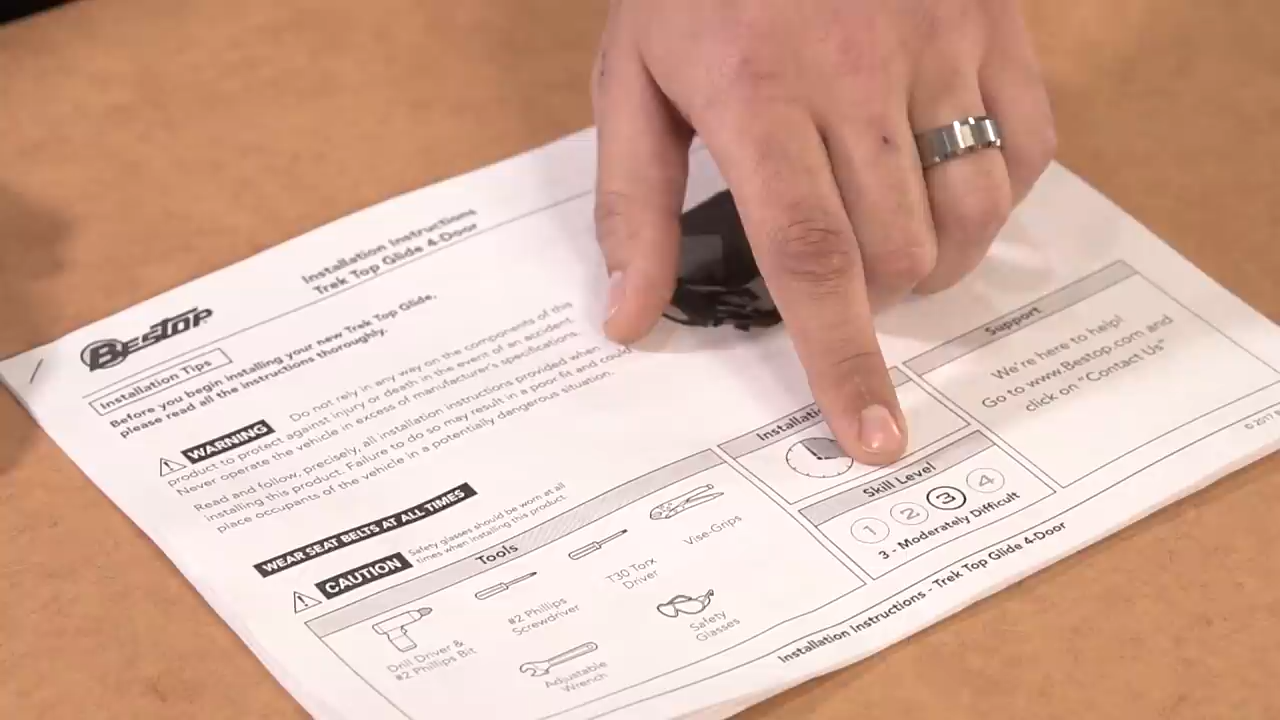 Installation Instructions
Trek Top Glide 4-Door
BESTOP
Installation Tips
Before you begin installing your new Trek Top Glide,
please read all the instructions thoroughly.
WARNING
Do not rely in any way on the components of this
product to protect against injury or death in the event of an accident.
Never operate the vehicle in excess of manufacturer's specifications.
Read and follow, precisely, all installation instructions provided when
installing this product. Failure to do so may result in a poor fit and could
place occupants of the vehicle in a potentially dangerous situation.
WEAR SEAT BELTS AT ALL TIMES
CAUTION
Safety glasses should be worn at all
times when installing this product.
Tools
Drill Driver &
#2 Phillips Bit
#2 Phillips
Screwdriver
T30 Torx
Driver
Vise-Grips
Adjustable
Wrench
Safety
Glasses
Skill Level
1 2 3 4
3 - Moderately Difficult
Support
We're here to help!
Go to www.Bestop.com and
click on "Contact Us"
Installation Instructions - Trek Top Glide 4-Door